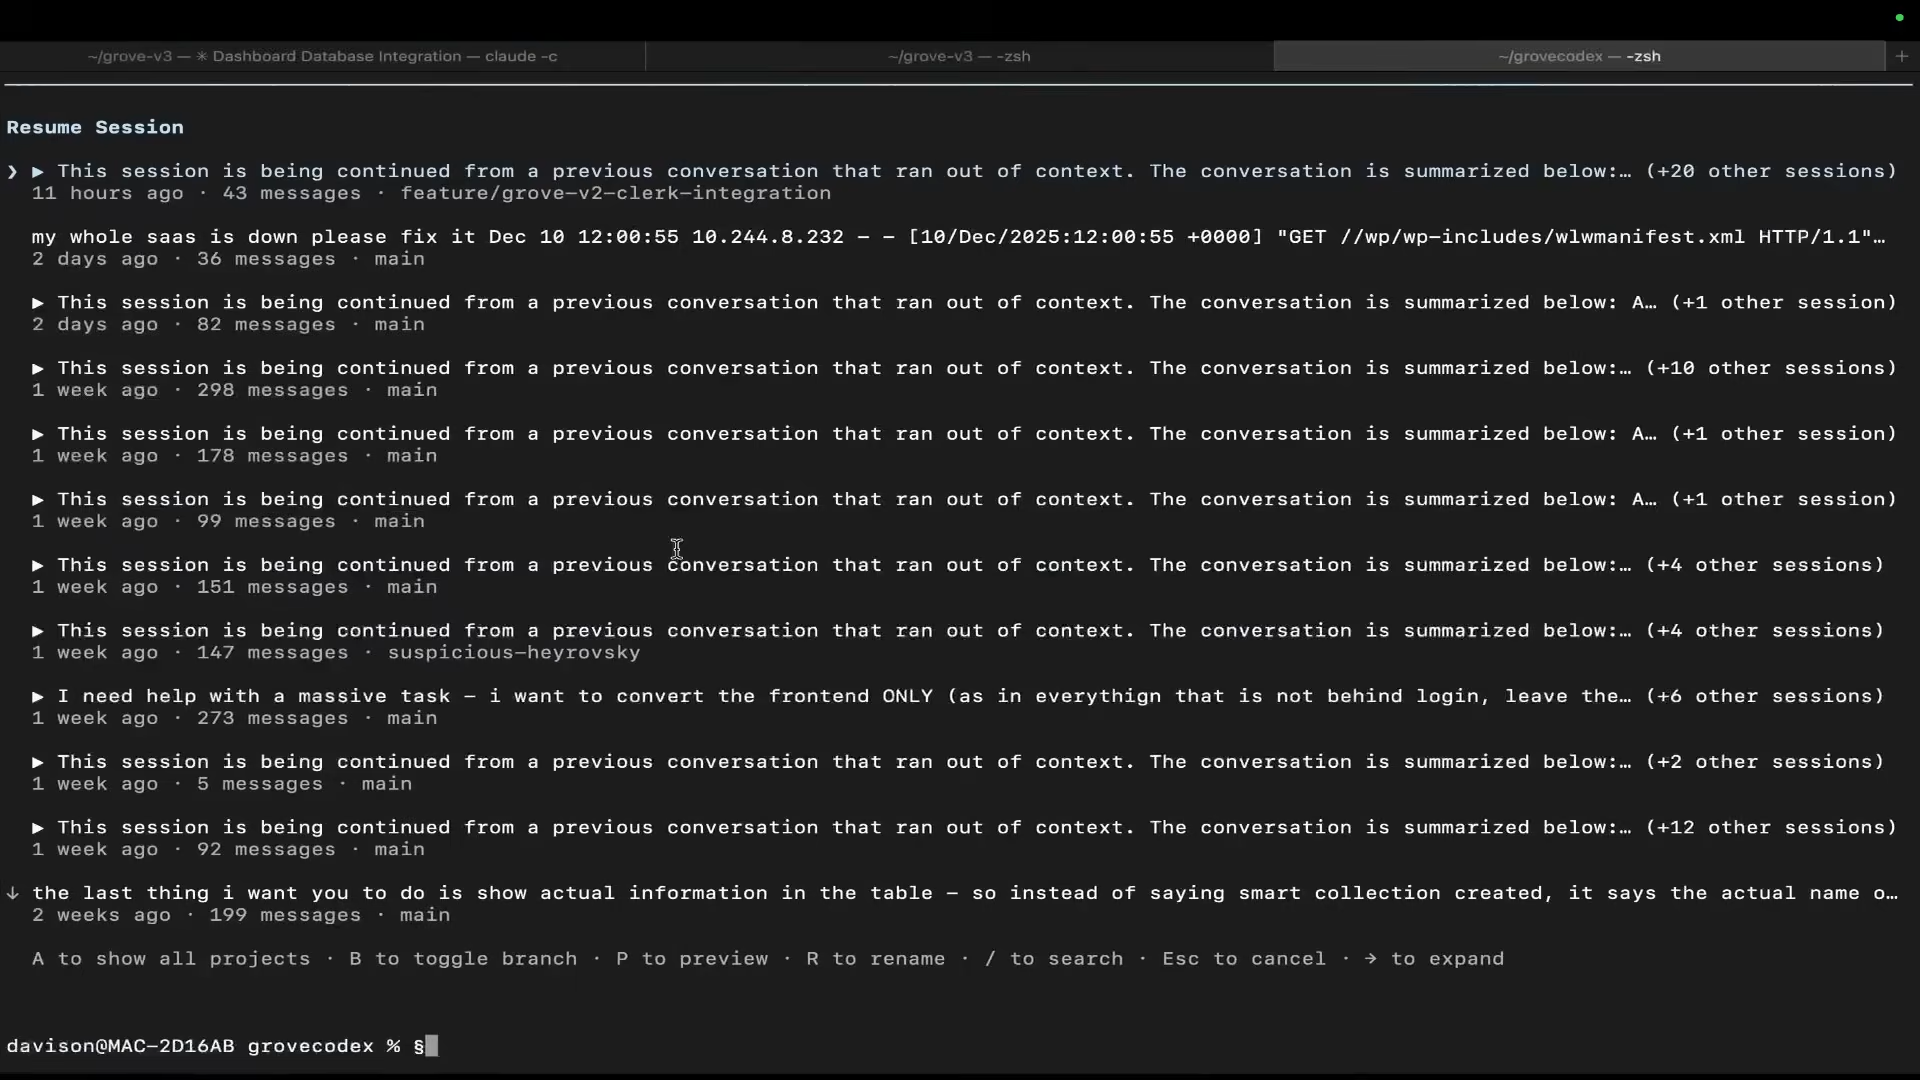 ~/grove-v3 — ✳ Dashboard Database Integration — claude -c
~/grove-v3 — -zsh
~/grovecodex — -zsh
+
Resume Session
❯ ▶ This session is being continued from a previous conversation that ran out of context. The conversation is summarized below:… (+20 other sessions)
11 hours ago · 43 messages · feature/grove-v2-clerk-integration
my whole saas is down please fix it Dec 10 12:00:55 10.244.8.232 - - [10/Dec/2025:12:00:55 +0000] "GET //wp/wp-includes/wlwmanifest.xml HTTP/1.1"…
2 days ago · 36 messages · main
▶ This session is being continued from a previous conversation that ran out of context. The conversation is summarized below: A… (+1 other session)
2 days ago · 82 messages · main
▶ This session is being continued from a previous conversation that ran out of context. The conversation is summarized below:… (+10 other sessions)
1 week ago · 298 messages · main
▶ This session is being continued from a previous conversation that ran out of context. The conversation is summarized below: A… (+1 other session)
1 week ago · 178 messages · main
▶ This session is being continued from a previous conversation that ran out of context. The conversation is summarized below: A… (+1 other session)
1 week ago · 99 messages · main
▶ This session is being continued from a previous conversation that ran out of context. The conversation is summarized below:… (+4 other sessions)
1 week ago · 151 messages · main
▶ This session is being continued from a previous conversation that ran out of context. The conversation is summarized below:… (+4 other sessions)
1 week ago · 147 messages · suspicious-heyrovsky
▶ I need help with a massive task - i want to convert the frontend ONLY (as in everythign that is not behind login, leave the… (+6 other sessions)
1 week ago · 273 messages · main
▶ This session is being continued from a previous conversation that ran out of context. The conversation is summarized below:… (+2 other sessions)
1 week ago · 5 messages · main
▶ This session is being continued from a previous conversation that ran out of context. The conversation is summarized below:… (+12 other sessions)
1 week ago · 92 messages · main
↓ the last thing i want you to do is show actual information in the table - so instead of saying smart collection created, it says the actual name o…
2 weeks ago · 199 messages · main
A to show all projects · B to toggle branch · P to preview · R to rename · / to search · Esc to cancel · → to expand
davison@MAC-2D16AB grovecodex % §